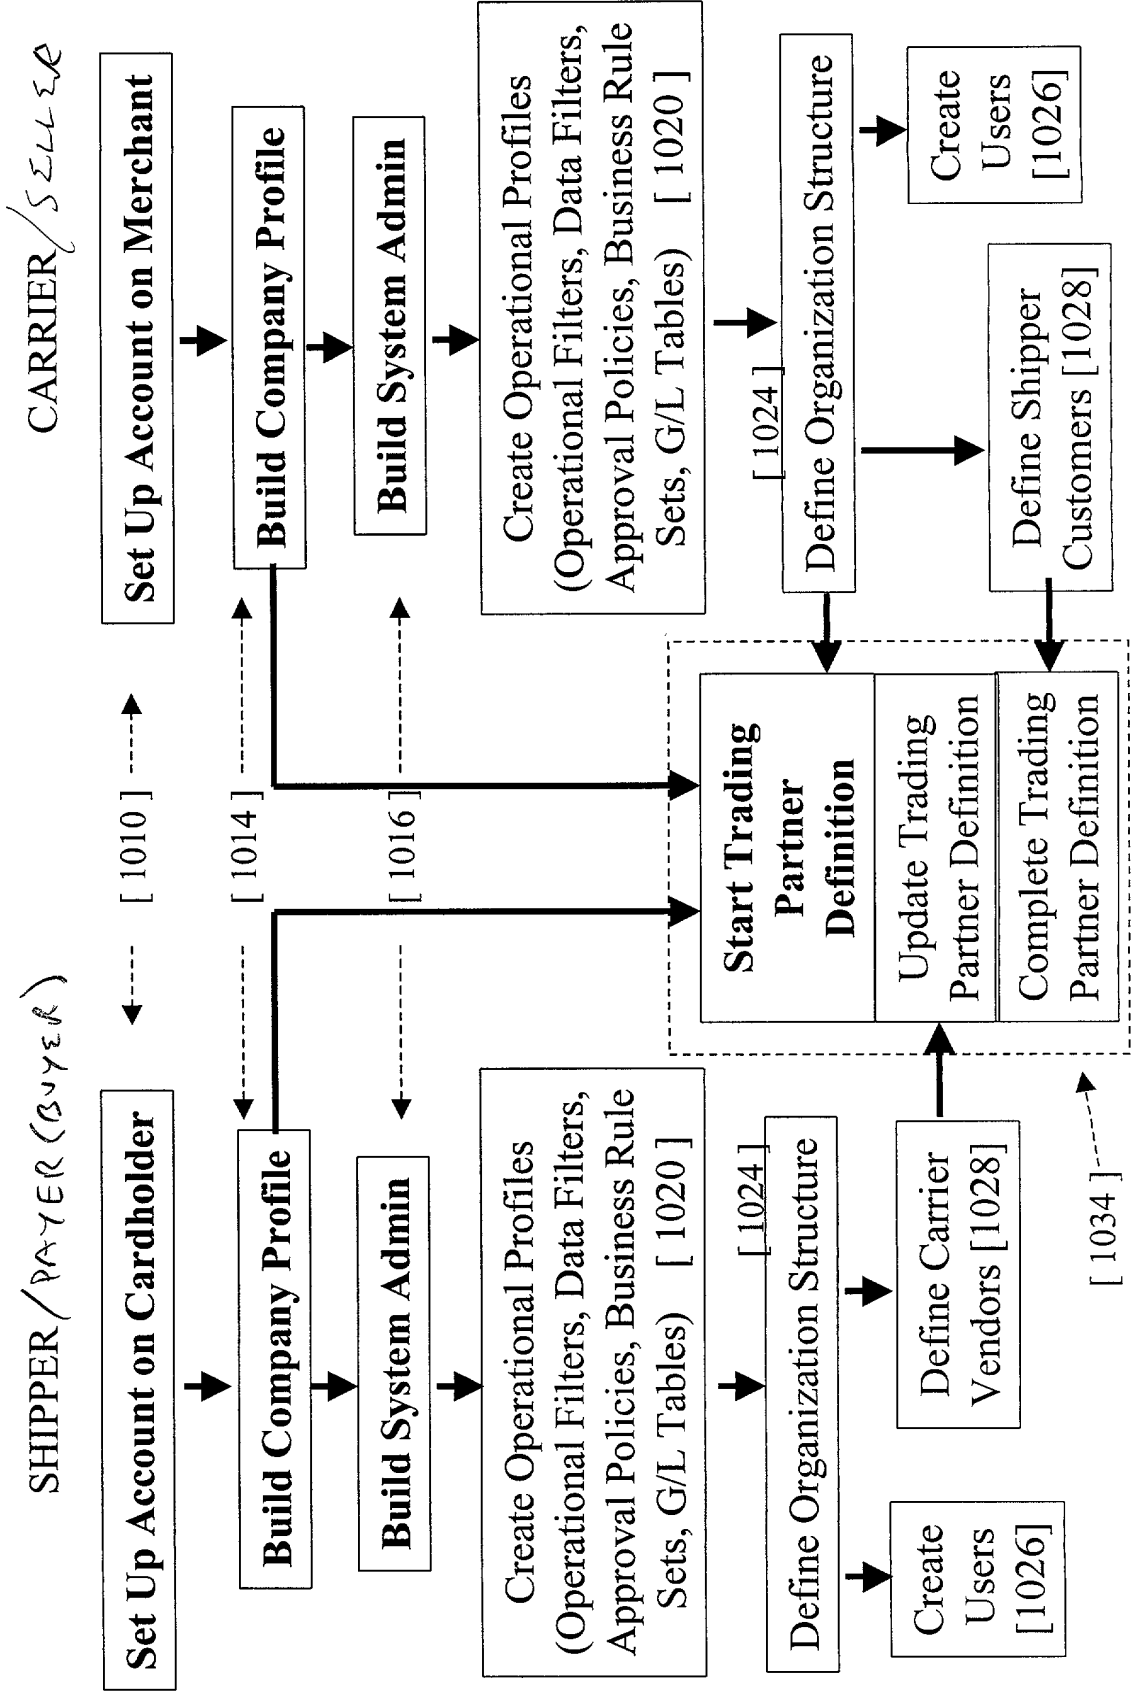 SHIPPER/PAYER (BUYER)
Set Up Account on Cardholder
Build Company Profile
Build System Admin
Create Operational Profiles
(Operational Filters, Data Filters,
Approval Policies, Business Rule
Sets, G/L Tables) [ 1020 ]
[ 1024 ]
Define Organization Structure
Create
Users
[1026]
Define Carrier
Vendors [1028]
[ 1034 ]
[ 1010 ]
[ 1014 ]
[ 1016 ]
Start Trading
Partner
Definition
Update Trading
Partner Definition
Complete Trading
Partner Definition
CARRIER/SELLER
Set Up Account on Merchant
Build Company Profile
Build System Admin
Create Operational Profiles
(Operational Filters, Data Filters,
Approval Policies, Business Rule
Sets, G/L Tables) [ 1020 ]
[ 1024 ]
Define Organization Structure
Define Shipper
Customers [1028]
Create
Users
[1026]